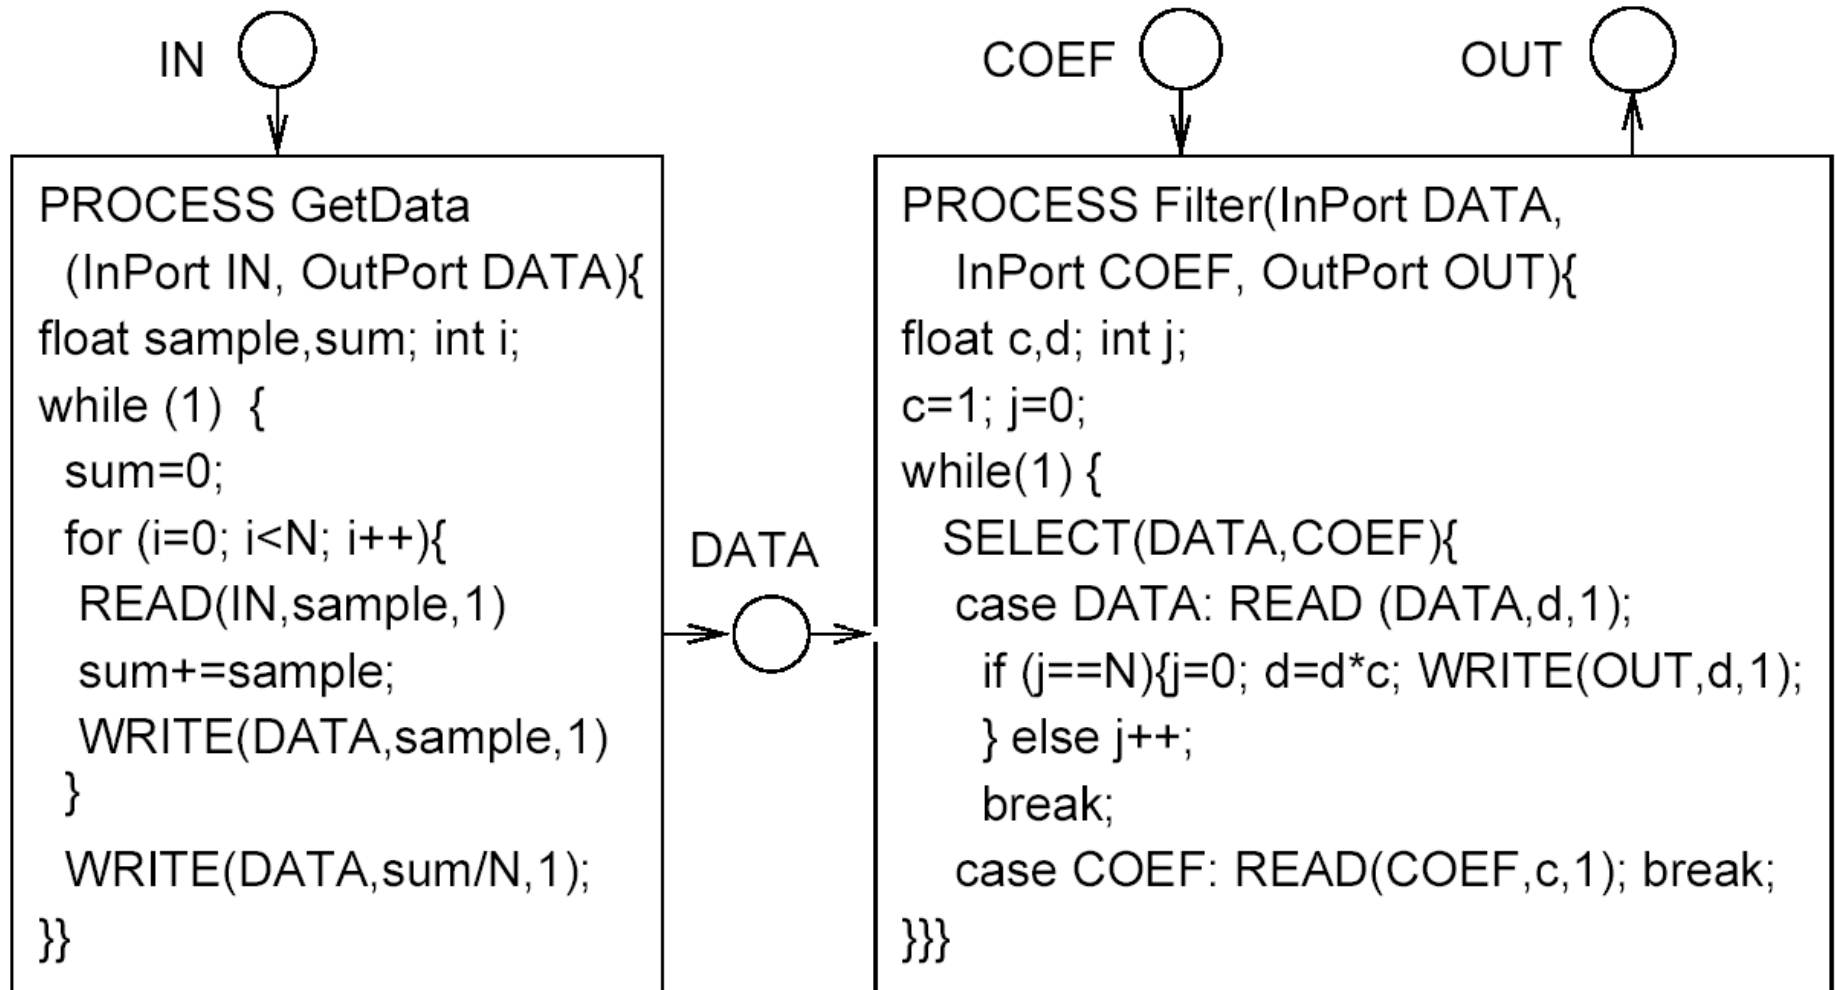 IN
COEF
OUT
PROCESS GetData
(InPort IN, OutPort DATA){
float sample,sum; int i;
while (1) {
sum=0;
for (i=0; i<N; i++){
READ(IN,sample,1)
sum+=sample;
WRITE(DATA,sample,1)
}
WRITE(DATA,sum/N,1);
}}
DATA
PROCESS Filter(InPort DATA,
InPort COEF, OutPort OUT){
float c,d; int j;
c=1; j=0;
while(1) {
SELECT(DATA,COEF){
case DATA: READ (DATA,d,1);
if (j==N){j=0; d=d*c; WRITE(OUT,d,1);
} else j++;
break;
case COEF: READ(COEF,c,1); break;
}}}